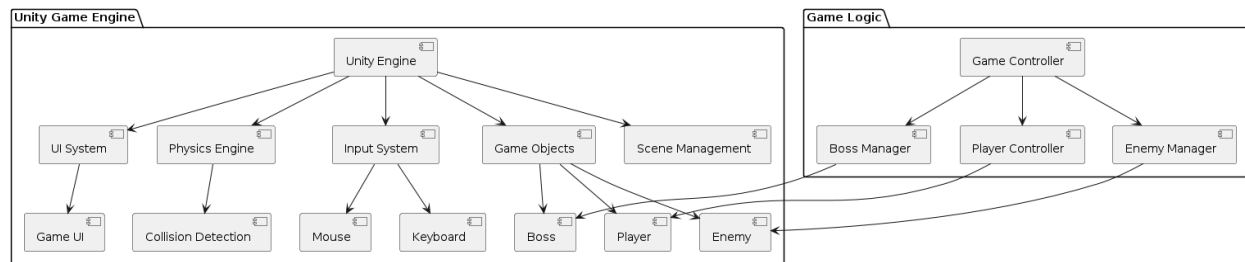 Unity Game Engine
Game Logic
Unity Engine
Game Controller
UI System
Physics Engine
Input System
Game Objects
Scene Management
Boss Manager
Player Controller
Enemy Manager
Game UI
Collision Detection
Mouse
Keyboard
Boss
Player
Enemy